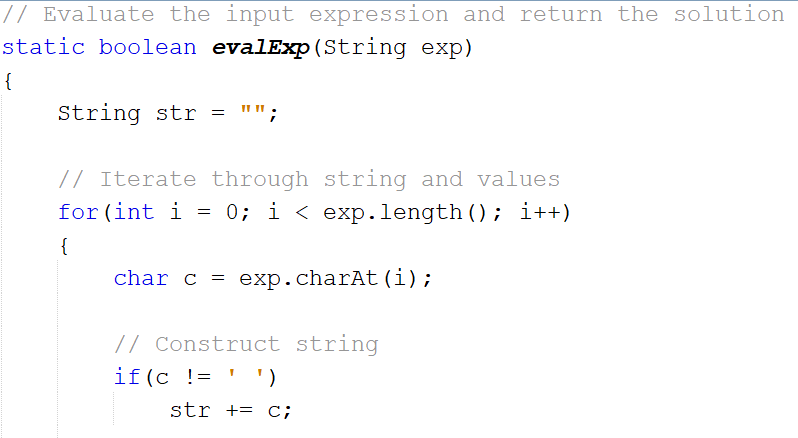 // Evaluate the input expression and return the solution
static boolean evalExp(String exp)
{
String str = "";
// Iterate through string and values
for(int i = 0; i < exp.length(); i++)
{
char c = exp.charAt(i);
// Construct string
if(c != ' ')
str += c;